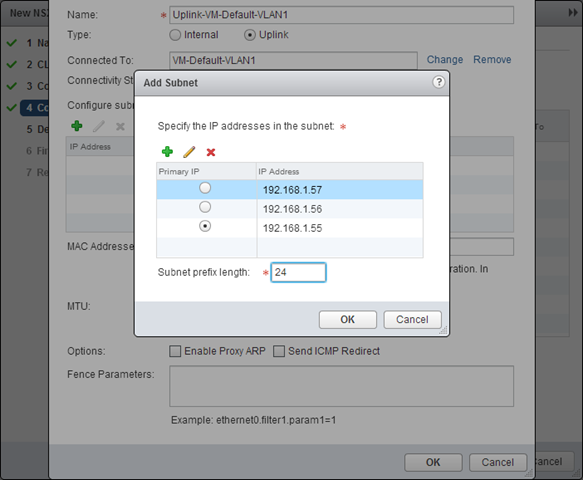 New NS
Name: * Uplink-VM-Default-VLAN1
Type: Internal Uplink
Connected To: VM-Default-VLAN1 Change Remove
Connectivity St
Configure subn
IP Address
MAC Addresse
MTU:
Options: Enable Proxy ARP Send ICMP Redirect
Fence Parameters:
Example: ethernet0.filter1.param1=1
OK Cancel
1 Na
2 CL
3 Co
4 Co
5 De
6 Fin
7 Re
To
ration. In
ancel
Add Subnet ?
Specify the IP addresses in the subnet: *
Primary IP IP Address
192.168.1.57
192.168.1.56
192.168.1.55
Subnet prefix length: * 24
OK Cancel